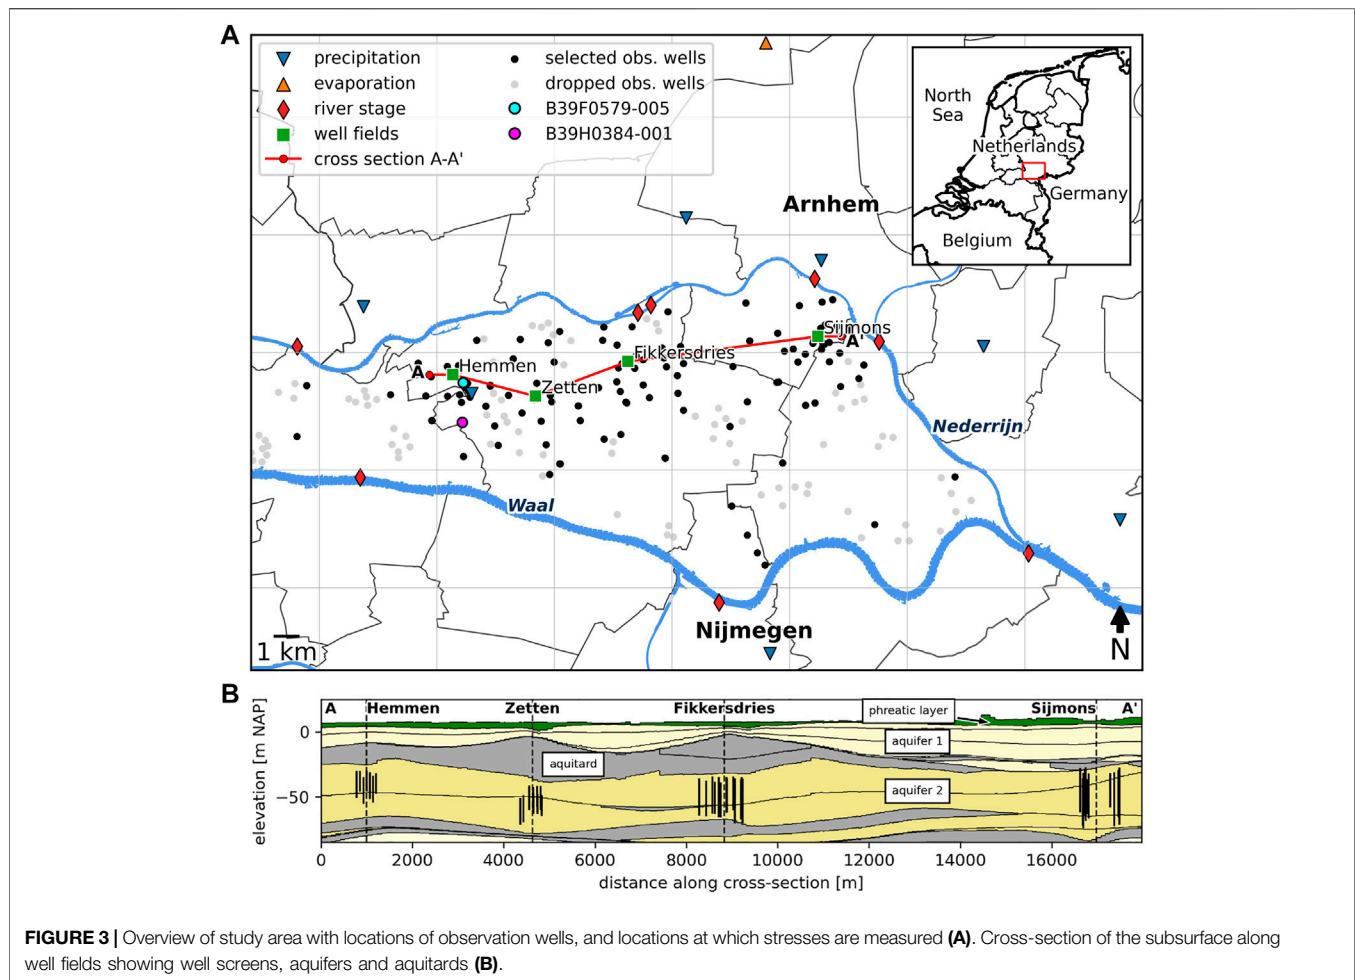 A
precipitation
evaporation
river stage
well fields
cross section A-A'
selected obs. wells
dropped obs. wells
B39F0579-005
B39H0384-001
North
Sea
Netherlands
Germany
Belgium
Arnhem
Sijmons
A'
Fikkersdries
Hemmen
A
Zetten
Nederrijn
Waal
Nijmegen
1 km
N
B
A Hemmen Zetten Fikkersdries phreatic layer Sijmons A'
aquifer 1
aquitard
aquifer 2
elevation [m NAP]
0
−50
0 2000 4000 6000 8000 10000 12000 14000 16000
distance along cross-section [m]
FIGURE 3 | Overview of study area with locations of observation wells, and locations at which stresses are measured (A). Cross-section of the subsurface along
well fields showing well screens, aquifers and aquitards (B).